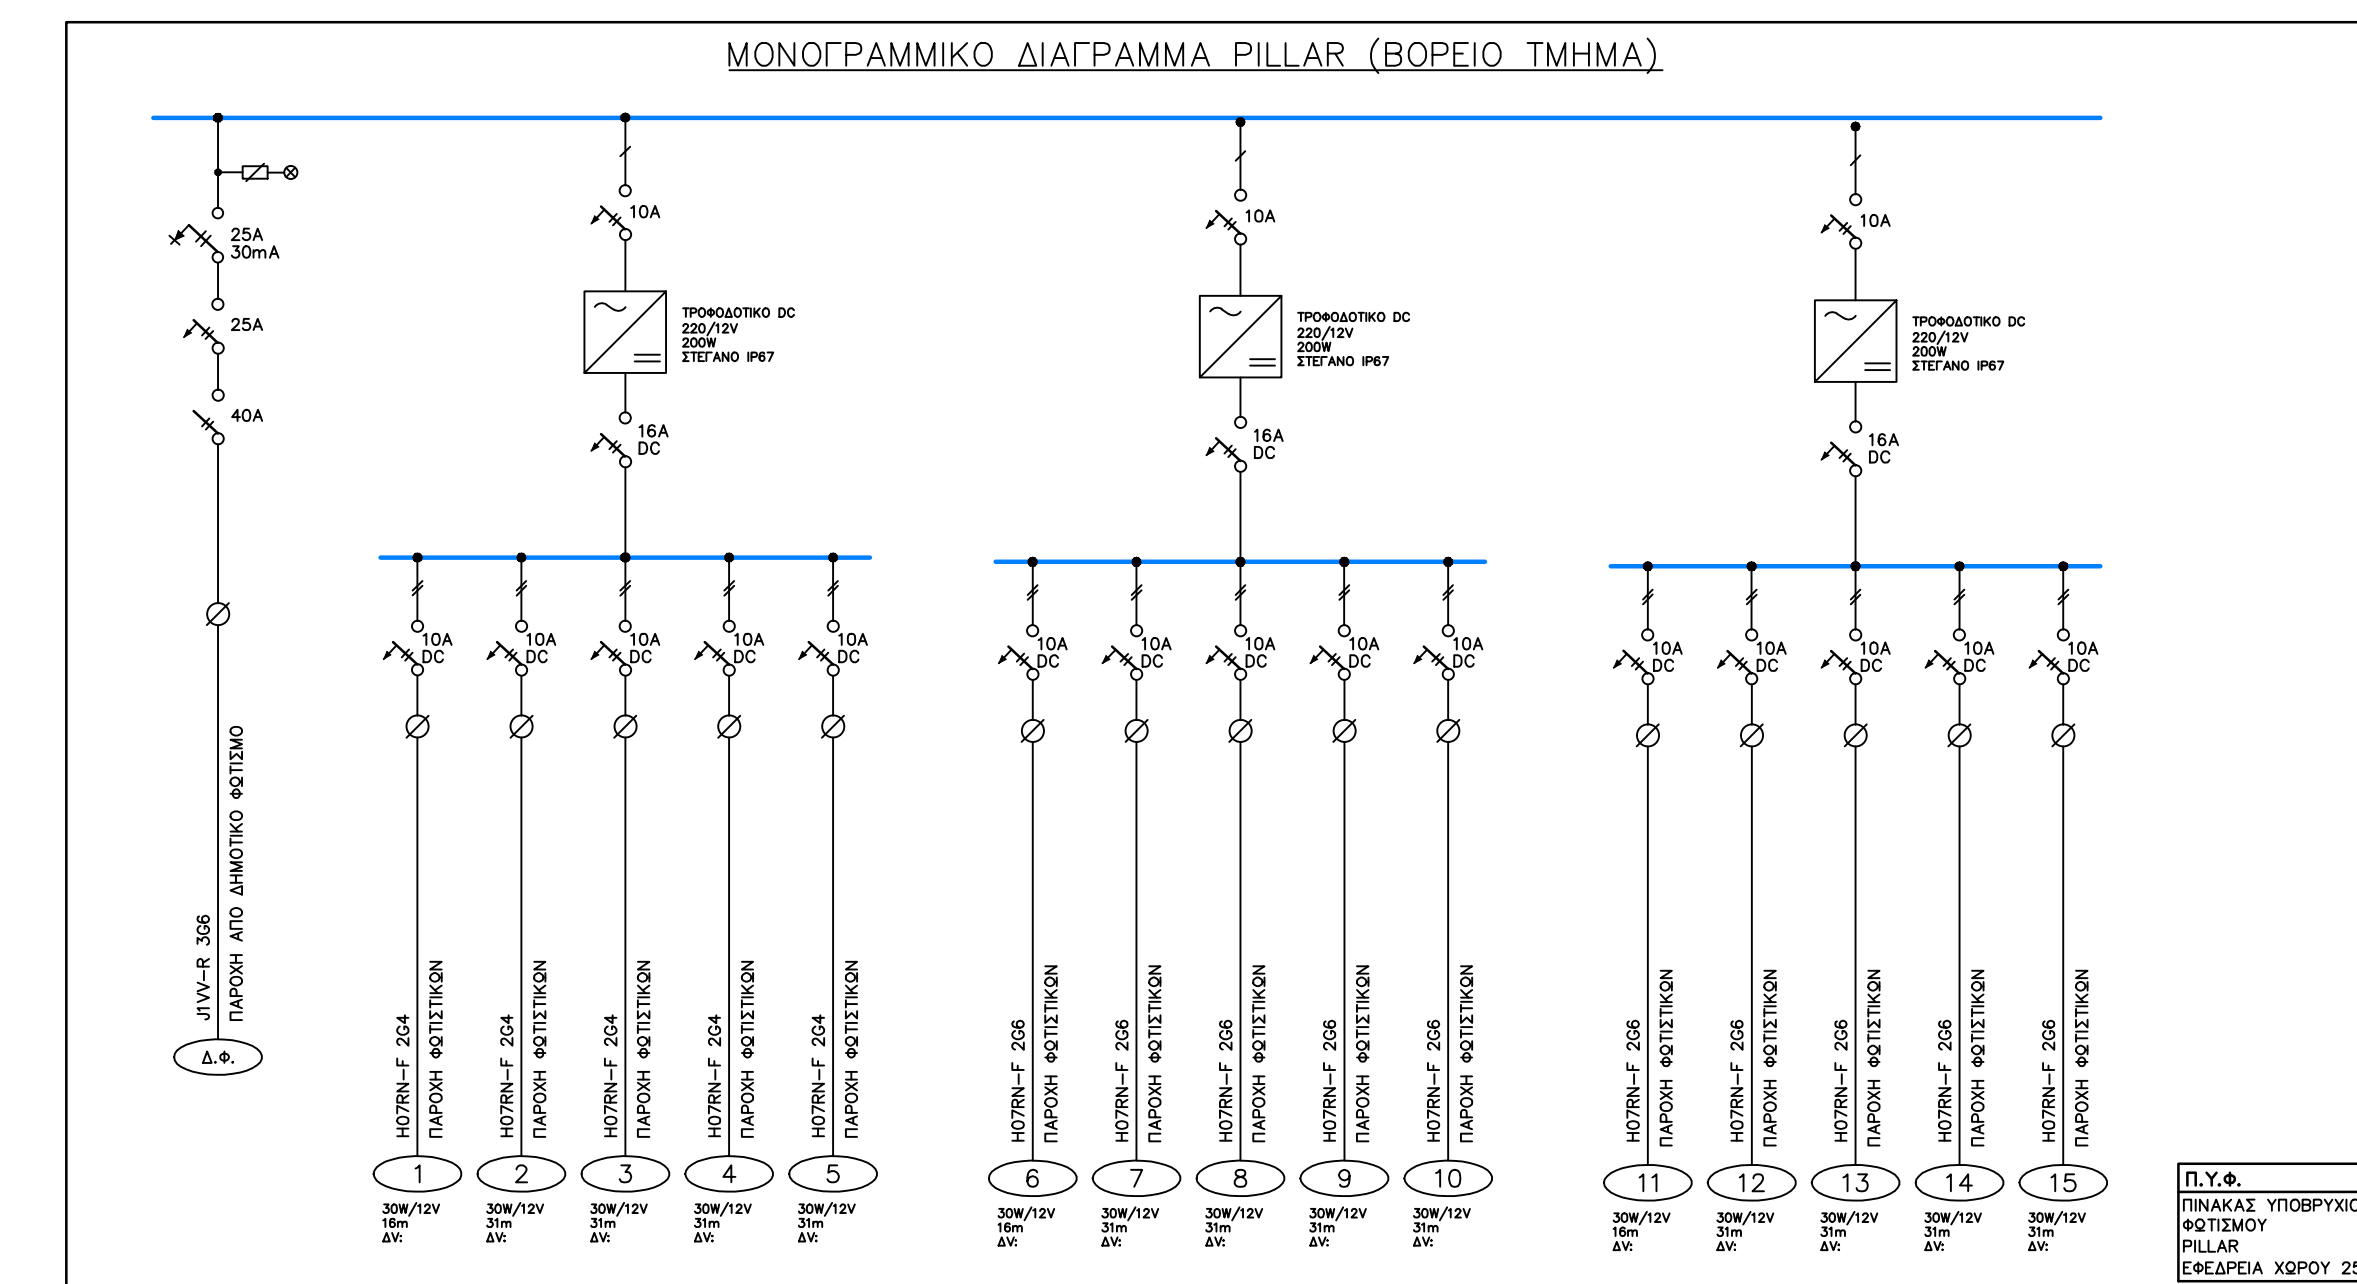 ΜΟΝΟΓΡΑΜΜΙΚΟ ΔΙΑΓΡΑΜΜΑ PILLAR (ΒΟΡΕΙΟ ΤΜΗΜΑ)
25A
30mA
25A
40A
J1VV-R 3G6
ΠΑΡΟΧΗ ΑΠΟ ΔΗΜΟΤΙΚΟ ΦΩΤΙΣΜΟ
Δ.Φ.
10A
ΤΡΟΦΟΔΟΤΙΚΟ DC
220/12V
200W
ΣΤΕΓΑΝΟ IP67
16A
DC
10A
DC
10A
DC
10A
DC
10A
DC
10A
DC
H07RN-F 2G4
ΠΑΡΟΧΗ ΦΩΤΙΣΤΙΚΩΝ
H07RN-F 2G4
ΠΑΡΟΧΗ ΦΩΤΙΣΤΙΚΩΝ
H07RN-F 2G4
ΠΑΡΟΧΗ ΦΩΤΙΣΤΙΚΩΝ
H07RN-F 2G4
ΠΑΡΟΧΗ ΦΩΤΙΣΤΙΚΩΝ
H07RN-F 2G4
ΠΑΡΟΧΗ ΦΩΤΙΣΤΙΚΩΝ
1
2
3
4
5
30W/12V
16m
ΔV:
30W/12V
31m
ΔV:
30W/12V
31m
ΔV:
30W/12V
31m
ΔV:
30W/12V
31m
ΔV:
10A
ΤΡΟΦΟΔΟΤΙΚΟ DC
220/12V
200W
ΣΤΕΓΑΝΟ IP67
16A
DC
10A
DC
10A
DC
10A
DC
10A
DC
10A
DC
H07RN-F 2G6
ΠΑΡΟΧΗ ΦΩΤΙΣΤΙΚΩΝ
H07RN-F 2G6
ΠΑΡΟΧΗ ΦΩΤΙΣΤΙΚΩΝ
H07RN-F 2G6
ΠΑΡΟΧΗ ΦΩΤΙΣΤΙΚΩΝ
H07RN-F 2G6
ΠΑΡΟΧΗ ΦΩΤΙΣΤΙΚΩΝ
H07RN-F 2G6
ΠΑΡΟΧΗ ΦΩΤΙΣΤΙΚΩΝ
6
7
8
9
10
30W/12V
16m
ΔV:
30W/12V
31m
ΔV:
30W/12V
31m
ΔV:
30W/12V
31m
ΔV:
30W/12V
31m
ΔV:
10A
ΤΡΟΦΟΔΟΤΙΚΟ DC
220/12V
200W
ΣΤΕΓΑΝΟ IP67
16A
DC
10A
DC
10A
DC
10A
DC
10A
DC
10A
DC
H07RN-F 2G6
ΠΑΡΟΧΗ ΦΩΤΙΣΤΙΚΩΝ
H07RN-F 2G6
ΠΑΡΟΧΗ ΦΩΤΙΣΤΙΚΩΝ
H07RN-F 2G6
ΠΑΡΟΧΗ ΦΩΤΙΣΤΙΚΩΝ
H07RN-F 2G6
ΠΑΡΟΧΗ ΦΩΤΙΣΤΙΚΩΝ
H07RN-F 2G6
ΠΑΡΟΧΗ ΦΩΤΙΣΤΙΚΩΝ
11
12
13
14
15
30W/12V
16m
ΔV:
30W/12V
31m
ΔV:
30W/12V
31m
ΔV:
30W/12V
31m
ΔV:
30W/12V
31m
ΔV:
Π.Υ.Φ.
ΠΙΝΑΚΑΣ
ΦΩΤΙΣΜΟΥ
PILLAR
ΕΦΕΔΡΕΙΑ ΧΩΡΟΥ